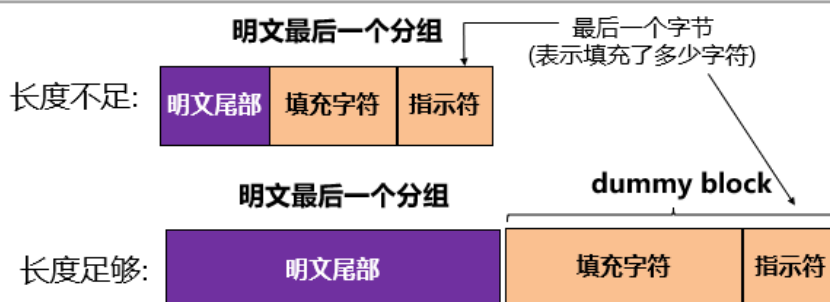 明文最后一个分组
最后一个字节
(表示填充了多少字符)
长度不足:
明文尾部
填充字符
指示符
明文最后一个分组
dummy block
长度足够:
明文尾部
填充字符
指示符